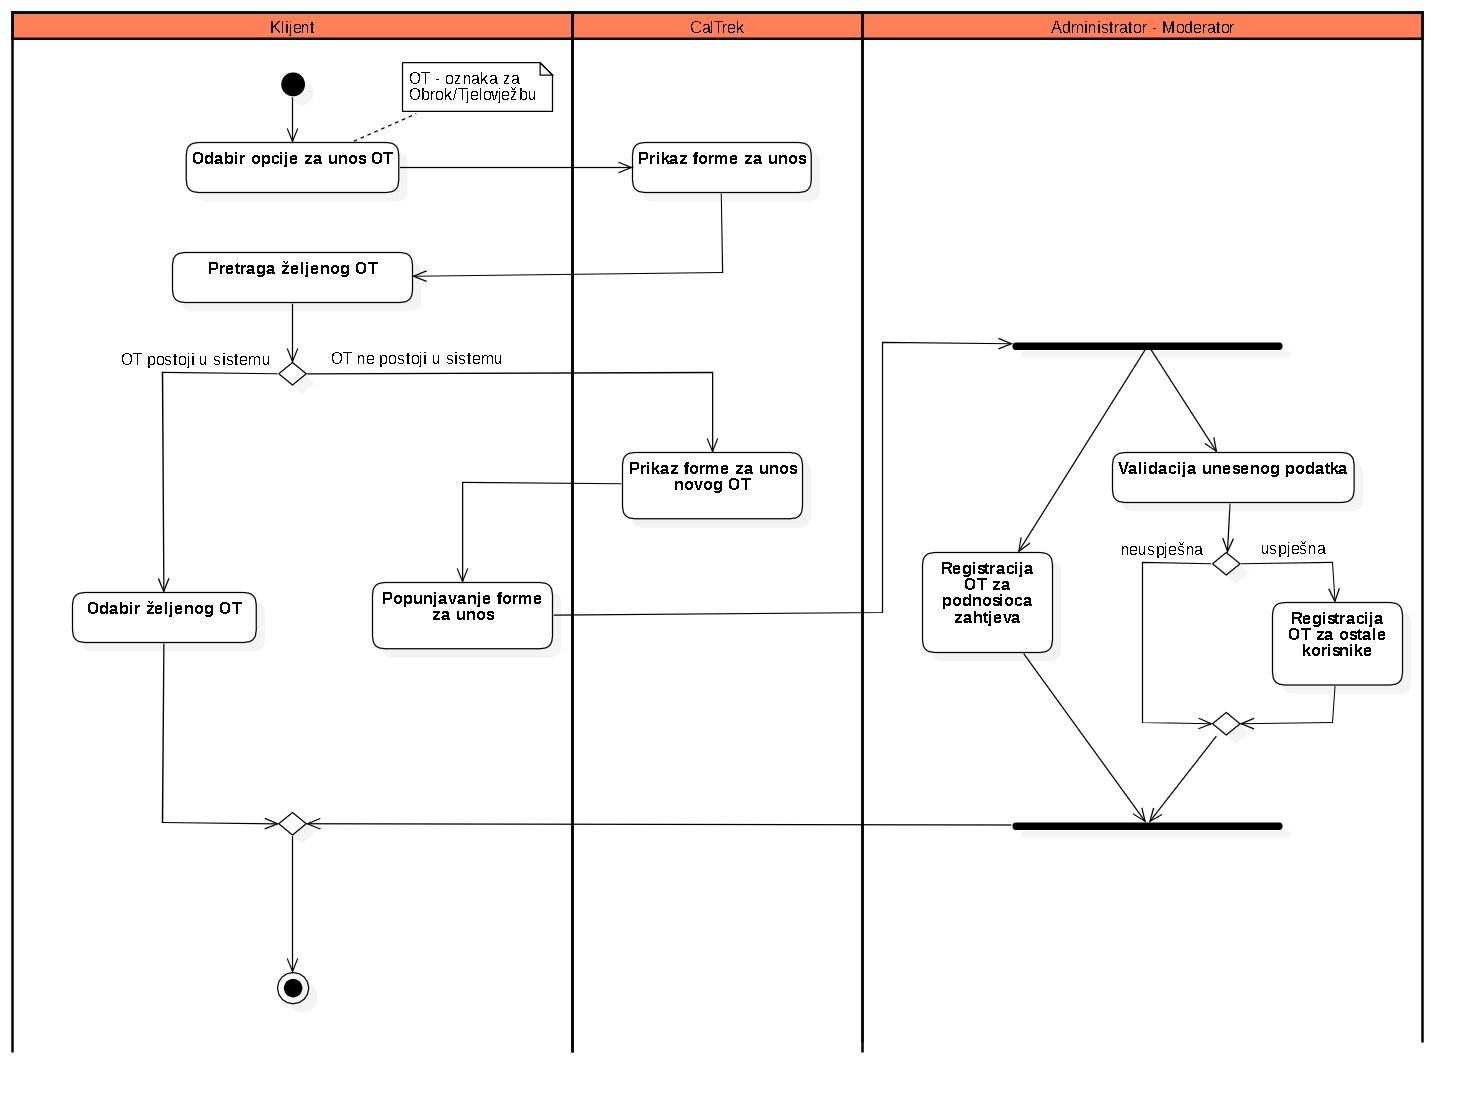 Klijent
CalTrek
Administrator - Moderator
OT - oznaka za
Obrok/Tjelovježbu
Odabir opcije za unos OT
Prikaz forme za unos
Pretraga željenog OT
OT postoji u sistemu
OT ne postoji u sistemu
Prikaz forme za unos
novog OT
Validacija unesenog podatka
neuspješna
uspješna
Registracija
OT za
podnosioca
zahtjeva
Odabir željenog OT
Popunjavanje forme
za unos
Registracija
OT za ostale
korisnike